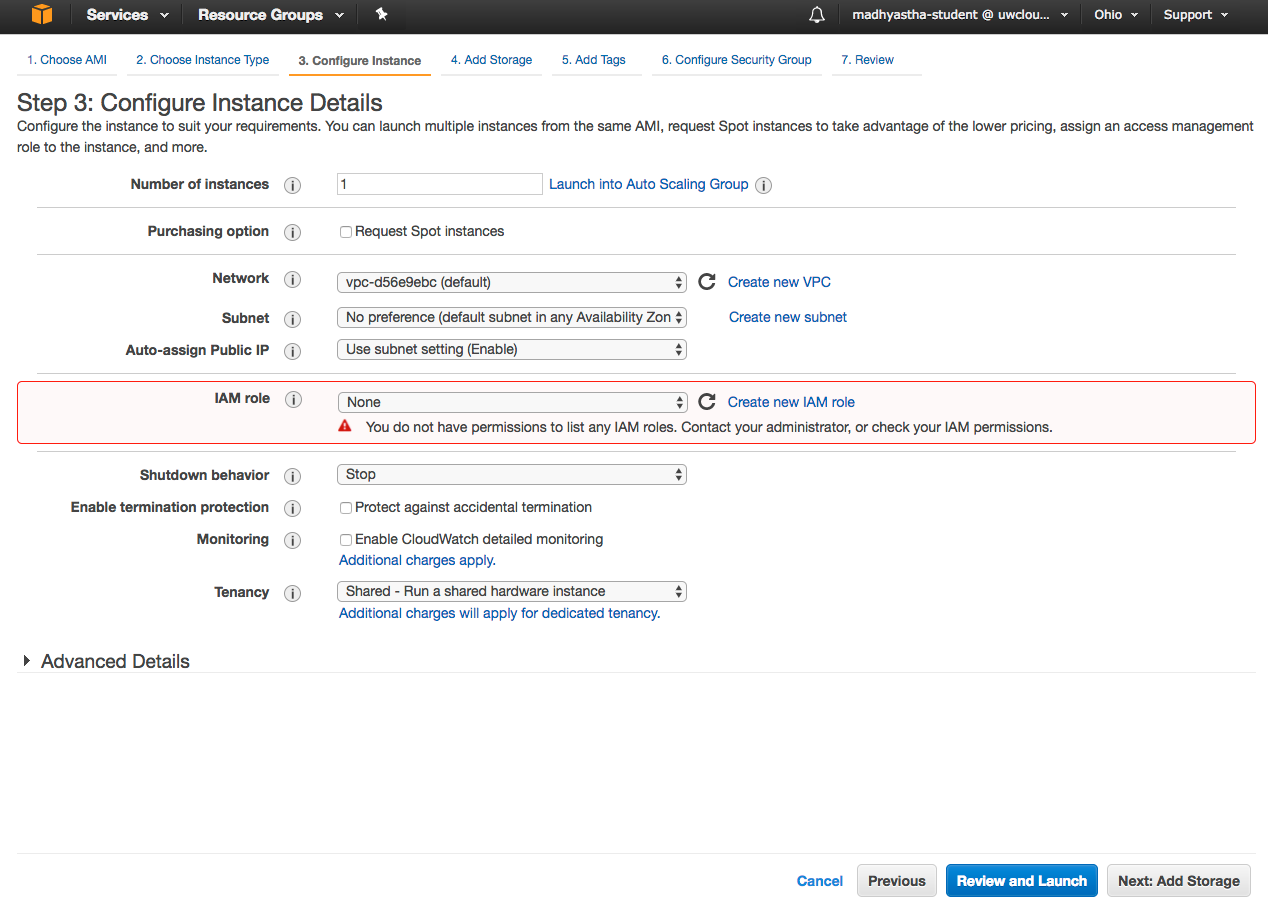 Services Resource Groups madhyastha-student @ uwclou... Ohio Support
1. Choose AMI 2. Choose Instance Type 3. Configure Instance 4. Add Storage 5. Add Tags 6. Configure Security Group 7. Review
Step 3: Configure Instance Details
Configure the instance to suit your requirements. You can launch multiple instances from the same AMI, request Spot instances to take advantage of the lower pricing, assign an access management
role to the instance, and more.
Number of instances i 1 Launch into Auto Scaling Group i
Purchasing option i Request Spot instances
Network i vpc-d56e9ebc (default) Create new VPC
Subnet i No preference (default subnet in any Availability Zon Create new subnet
Auto-assign Public IP i Use subnet setting (Enable)
IAM role i None Create new IAM role
You do not have permissions to list any IAM roles. Contact your administrator, or check your IAM permissions.
Shutdown behavior i Stop
Enable termination protection i Protect against accidental termination
Monitoring i Enable CloudWatch detailed monitoring
Additional charges apply.
Tenancy i Shared - Run a shared hardware instance
Additional charges will apply for dedicated tenancy.
Advanced Details
Cancel Previous Review and Launch Next: Add Storage